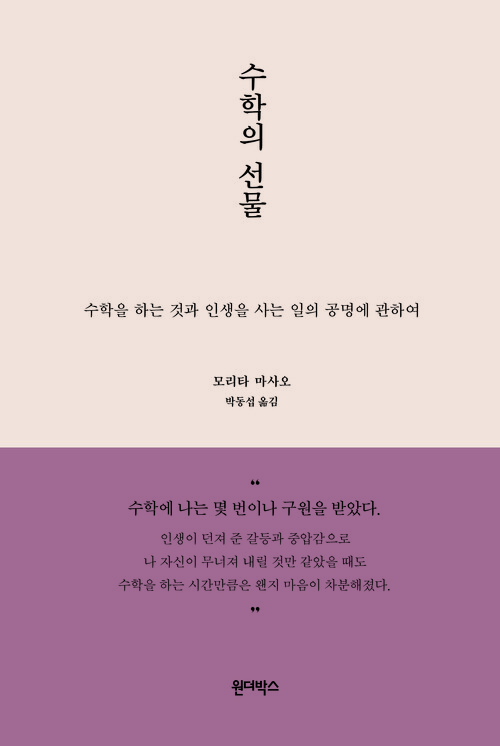 수학의 선물
수학을 하는 것과 인생을 사는 일의 공명에 관하여
모리타 마사오
박동섭 옮김
❝
수학에 나는 몇 번이나 구원을 받았다.
인생이 던져 준 갈등과 중압감으로
나 자신이 무너져 내릴 것만 같았을 때도
수학을 하는 시간만큼은 왠지 마음이 차분해졌다.
❞
원더박스